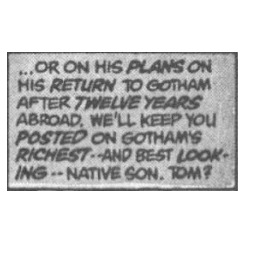 ...OR ON HIS PLANS ON
HIS RETURN TO GOTHAM
AFTER TWELVE YEARS
ABROAD. WE'LL KEEP YOU
POSTED ON GOTHAM'S
RICHEST--AND BEST LOOK-
ING -- NATIVE SON. TOM?